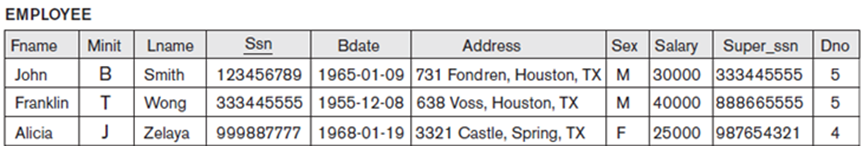 EMPLOYEE
Fname Minit Lname Ssn Bdate Address Sex Salary Super_ssn Dno
John B Smith 123456789 1965-01-09 731 Fondren, Houston, TX M 30000 333445555 5
Franklin T Wong 333445555 1955-12-08 638 Voss, Houston, TX M 40000 888665555 5
Alicia J Zelaya 999887777 1968-01-19 3321 Castle, Spring, TX F 25000 987654321 4